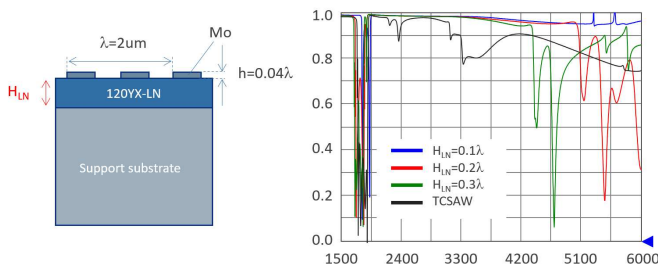 λ=2um
Mo
h=0.04λ
H_LN
120YX-LN
Support substrate
1.0
0.8
0.6
0.4
0.2
0.0
H_LN=0.1λ
H_LN=0.2λ
H_LN=0.3λ
TCSAW
1500 2400 3300 4200 5100 6000